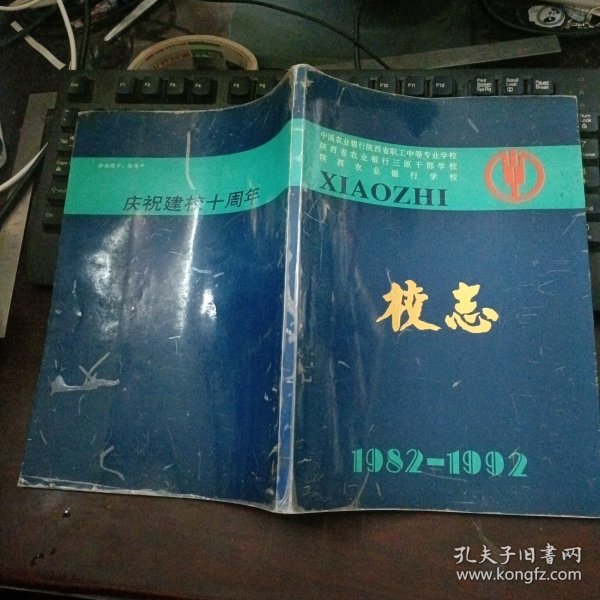 中国农业银行陕西省职工中等专业学校
陕西省农业银行三原干部学校
陕西农业银行学校
XIAOZHI
校志
1982-1992
庆祝建校十周年
孔夫子旧书网
www.kongfz.com